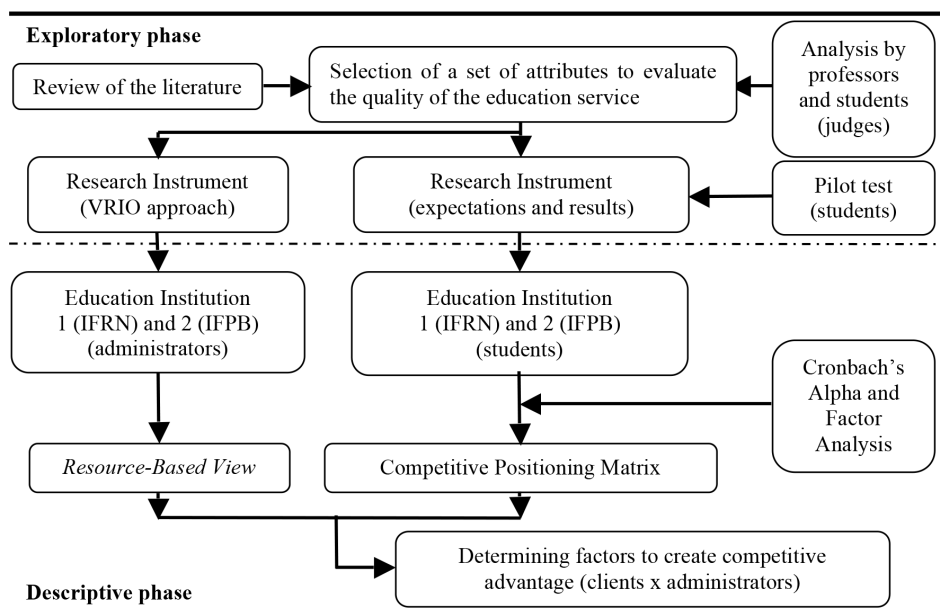 Exploratory phase
Review of the literature
Selection of a set of attributes to evaluate
the quality of the education service
Analysis by
professors
and students
(judges)
Research Instrument
(VRIO approach)
Research Instrument
(expectations and results)
Pilot test
(students)
Education Institution
1 (IFRN) and 2 (IFPB)
(administrators)
Education Institution
1 (IFRN) and 2 (IFPB)
(students)
Cronbach’s
Alpha and
Factor
Analysis
Resource-Based View
Competitive Positioning Matrix
Determining factors to create competitive
advantage (clients x administrators)
Descriptive phase